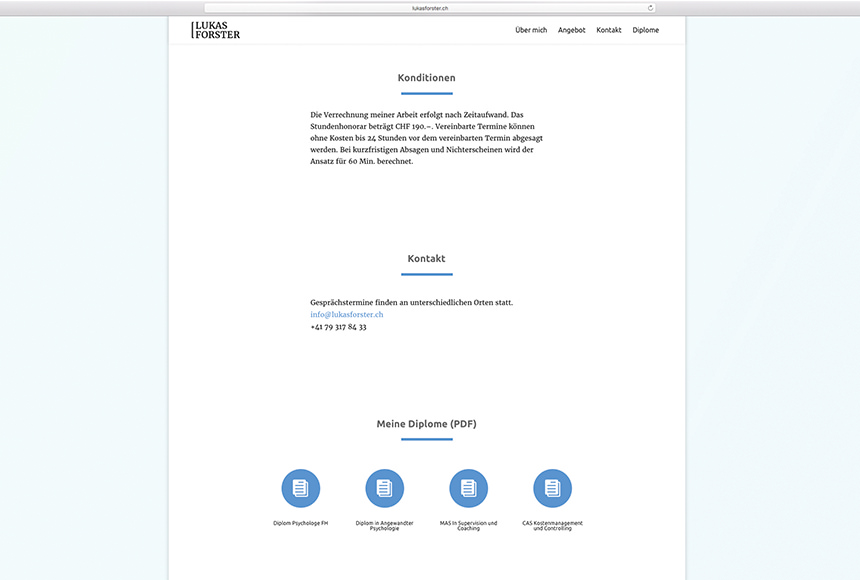 lukasforster.ch
LUKAS
FORSTER
Über mich Angebot Kontakt Diplome
Konditionen
Die Verrechnung meiner Arbeit erfolgt nach Zeitaufwand. Das
Stundenhonorar beträgt CHF 190.–. Vereinbarte Termine können
ohne Kosten bis 24 Stunden vor dem vereinbarten Termin abgesagt
werden. Bei kurzfristigen Absagen und Nichterscheinen wird der
Ansatz für 60 Min. berechnet.
Kontakt
Gesprächstermine finden an unterschiedlichen Orten statt.
info@lukasforster.ch
+41 79 317 84 33
Meine Diplome (PDF)
Diplom Psychologe FH
Diplom in Angewandter
Psychologie
MAS In Supervision und
Coaching
CAS Kostenmanagement
und Controlling